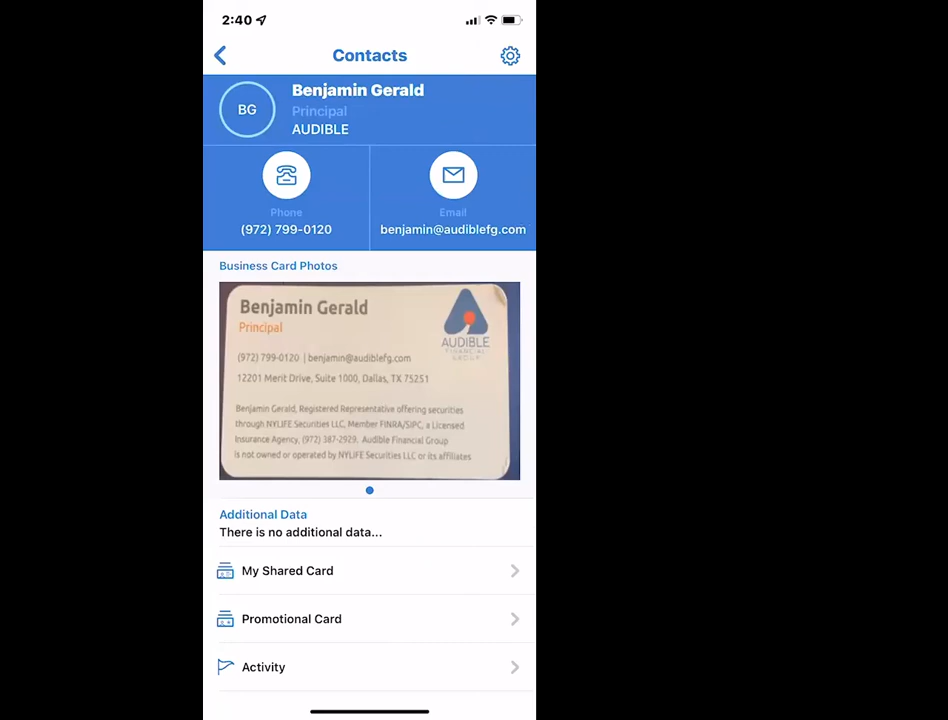 2:40
Contacts
BG
Benjamin Gerald
Principal
AUDIBLE
Phone
(972) 799-0120
Email
benjamin@audiblefg.com
Business Card Photos
Benjamin Gerald
Principal
AUDIBLE
FINANCIAL
GROUP
(972) 799-0120 | benjamin@audiblefg.com
12201 Merit Drive, Suite 1000, Dallas, TX 75251
Benjamin Gerald, Registered Representative offering securities
through NYLIFE Securities LLC, Member FINRA/SIPC, a Licensed
Insurance Agency, (972) 387-2929. Audible Financial Group
is not owned or operated by NYLIFE Securities LLC or its affiliates
Additional Data
There is no additional data...
My Shared Card
Promotional Card
Activity